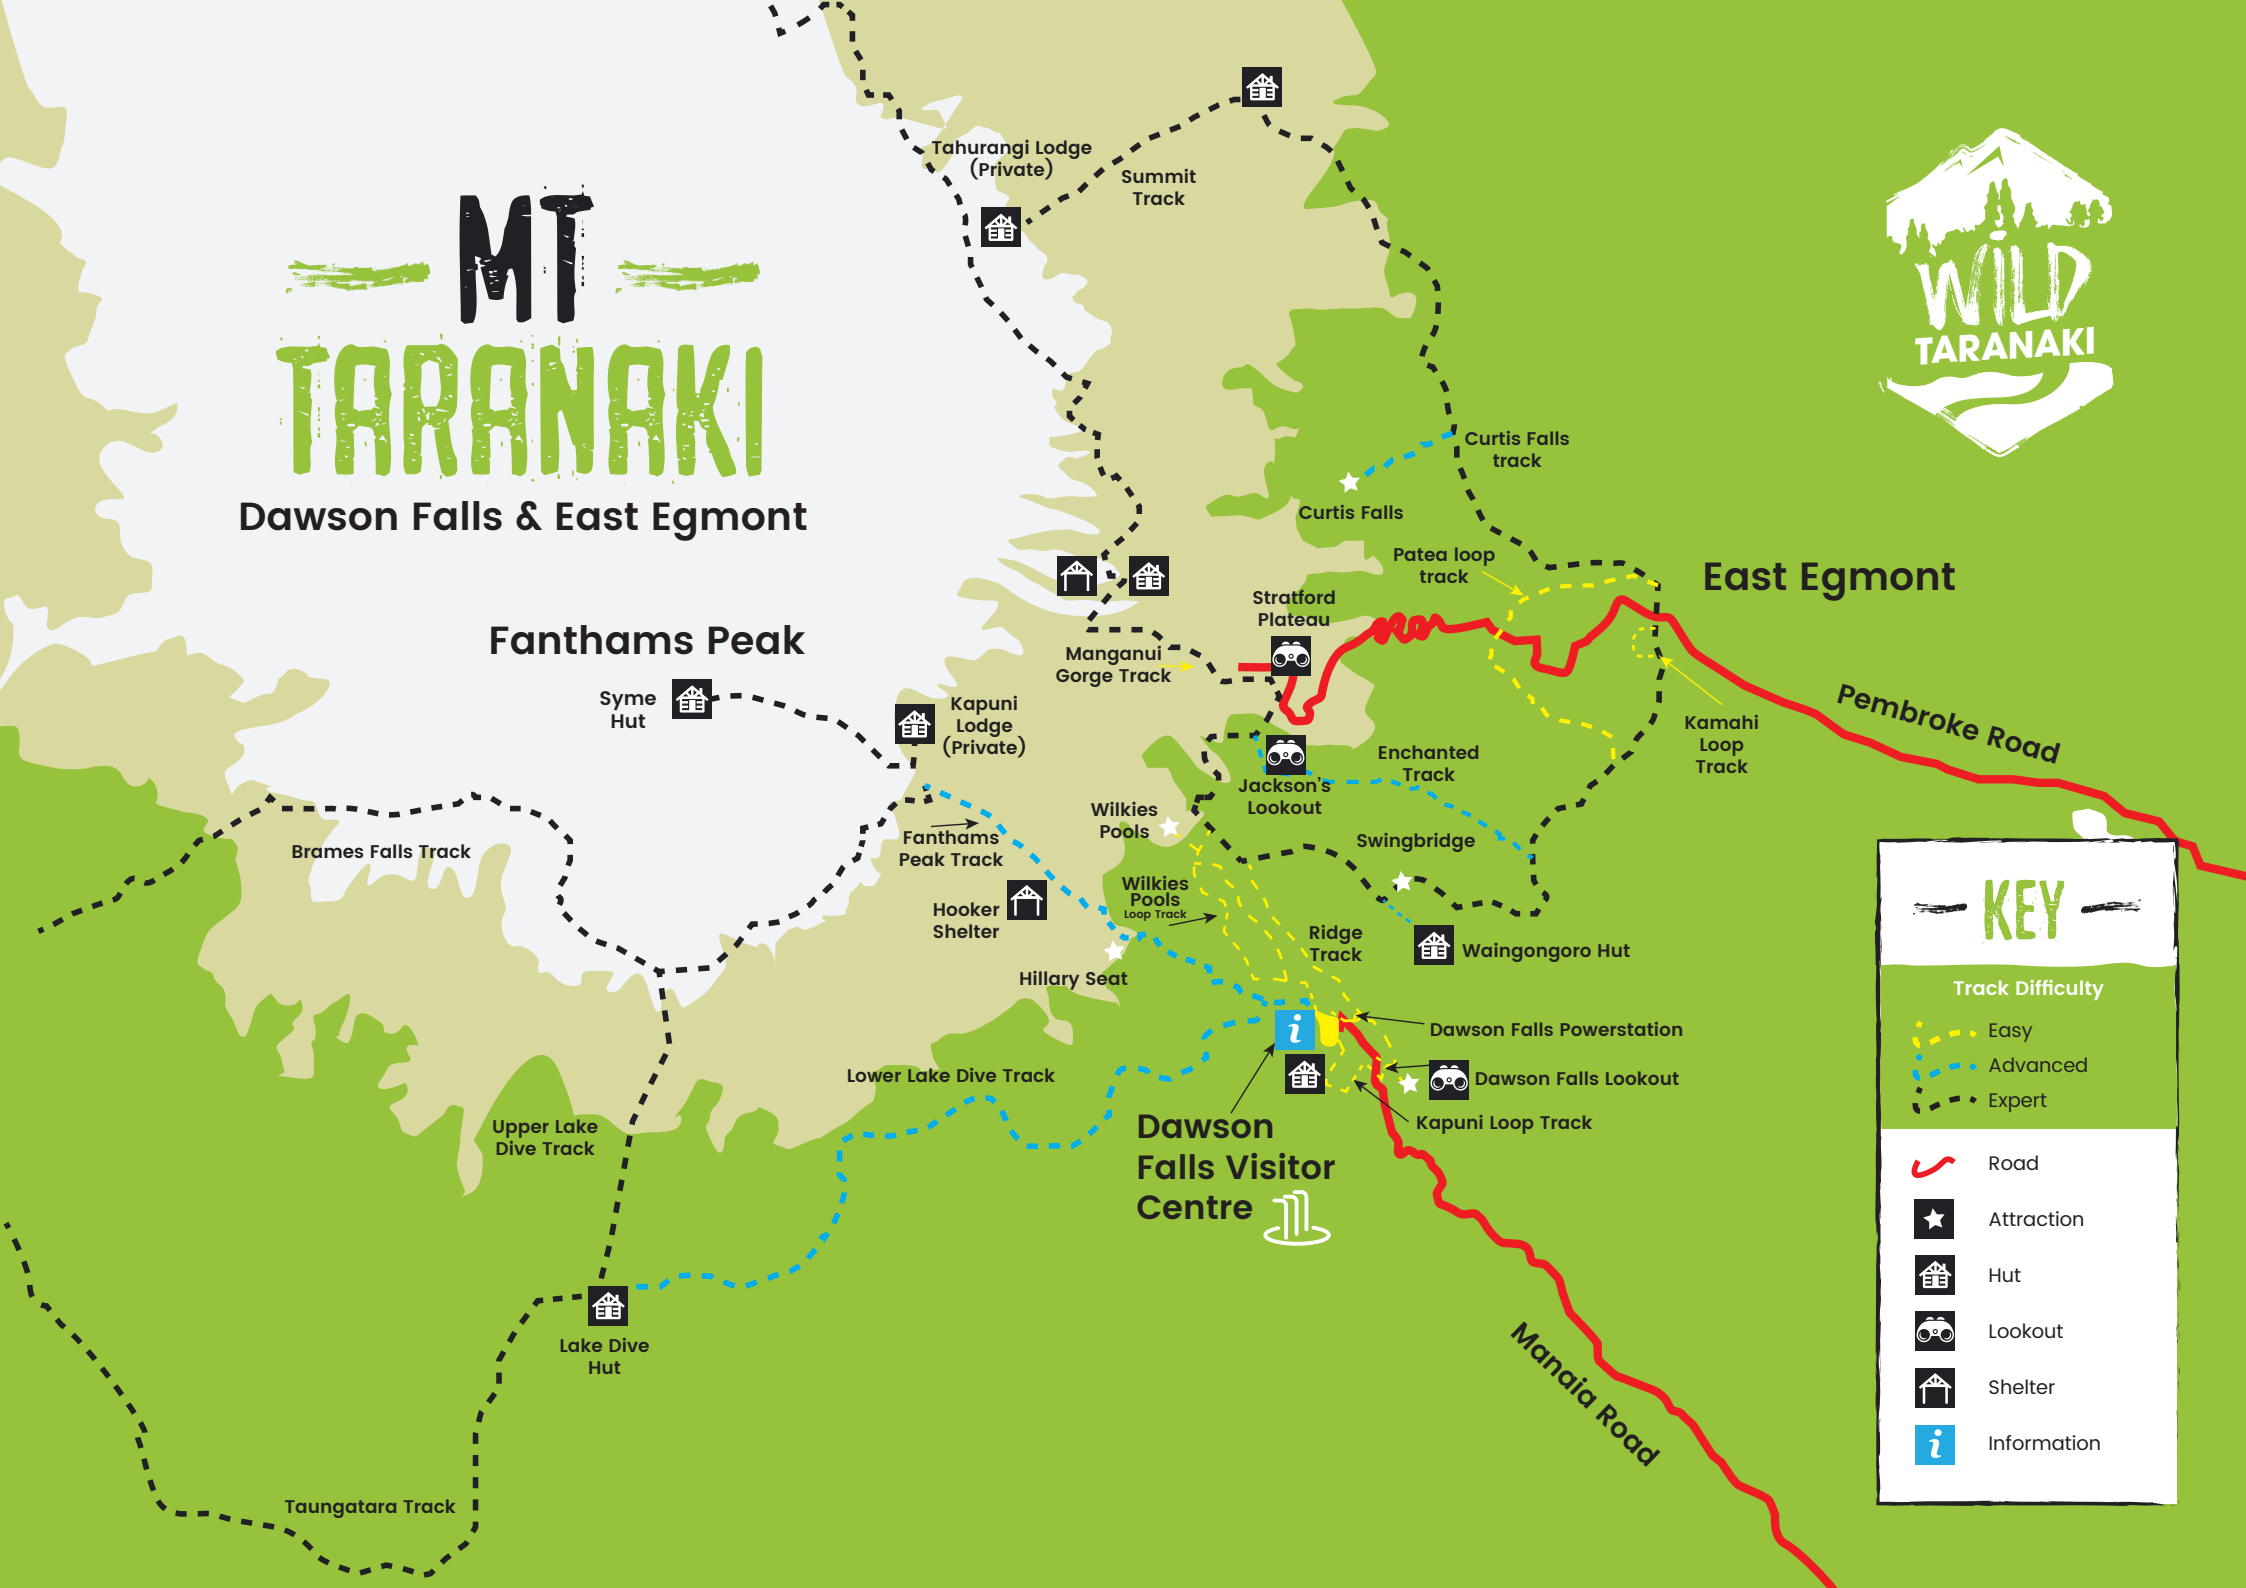 MT
TARANAKI
Dawson Falls & East Egmont
Tahurangi Lodge
(Private)
Summit
Track
WILD
TARANAKI
Curtis Falls
track
Curtis Falls
Patea loop
track
East Egmont
Stratford
Plateau
Fanthams Peak
Manganui
Gorge Track
Syme
Hut
Kapuni
Lodge
(Private)
Pembroke Road
Kamahi
Loop
Track
Enchanted
Track
Jackson's
Lookout
Wilkies
Pools
Swingbridge
Brames Falls Track
Fanthams
Peak Track
Wilkies
Pools
Loop Track
Hooker
Shelter
Ridge
Track
Waingongoro Hut
Hillary Seat
Dawson Falls Powerstation
Lower Lake Dive Track
Dawson Falls Lookout
Kapuni Loop Track
Dawson
Falls Visitor
Centre
Upper Lake
Dive Track
Lake Dive
Hut
Manaia Road
Taungatara Track
KEY
Track Difficulty
Easy
Advanced
Expert
Road
Attraction
Hut
Lookout
Shelter
i
Information
i